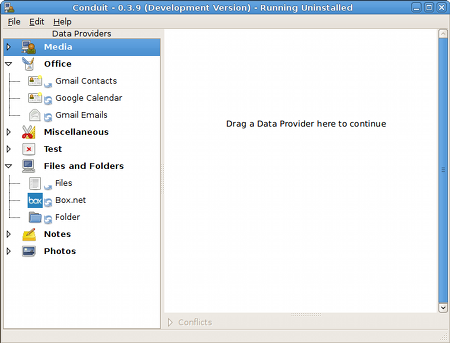 Conduit - 0.3.9 (Development Version) - Running Uninstalled
File Edit Help
Data Providers
Media
Office
Gmail Contacts
Google Calendar
Gmail Emails
Miscellaneous
Test
Files and Folders
Files
box Box.net
Folder
Notes
Photos
Drag a Data Provider here to continue
Conflicts